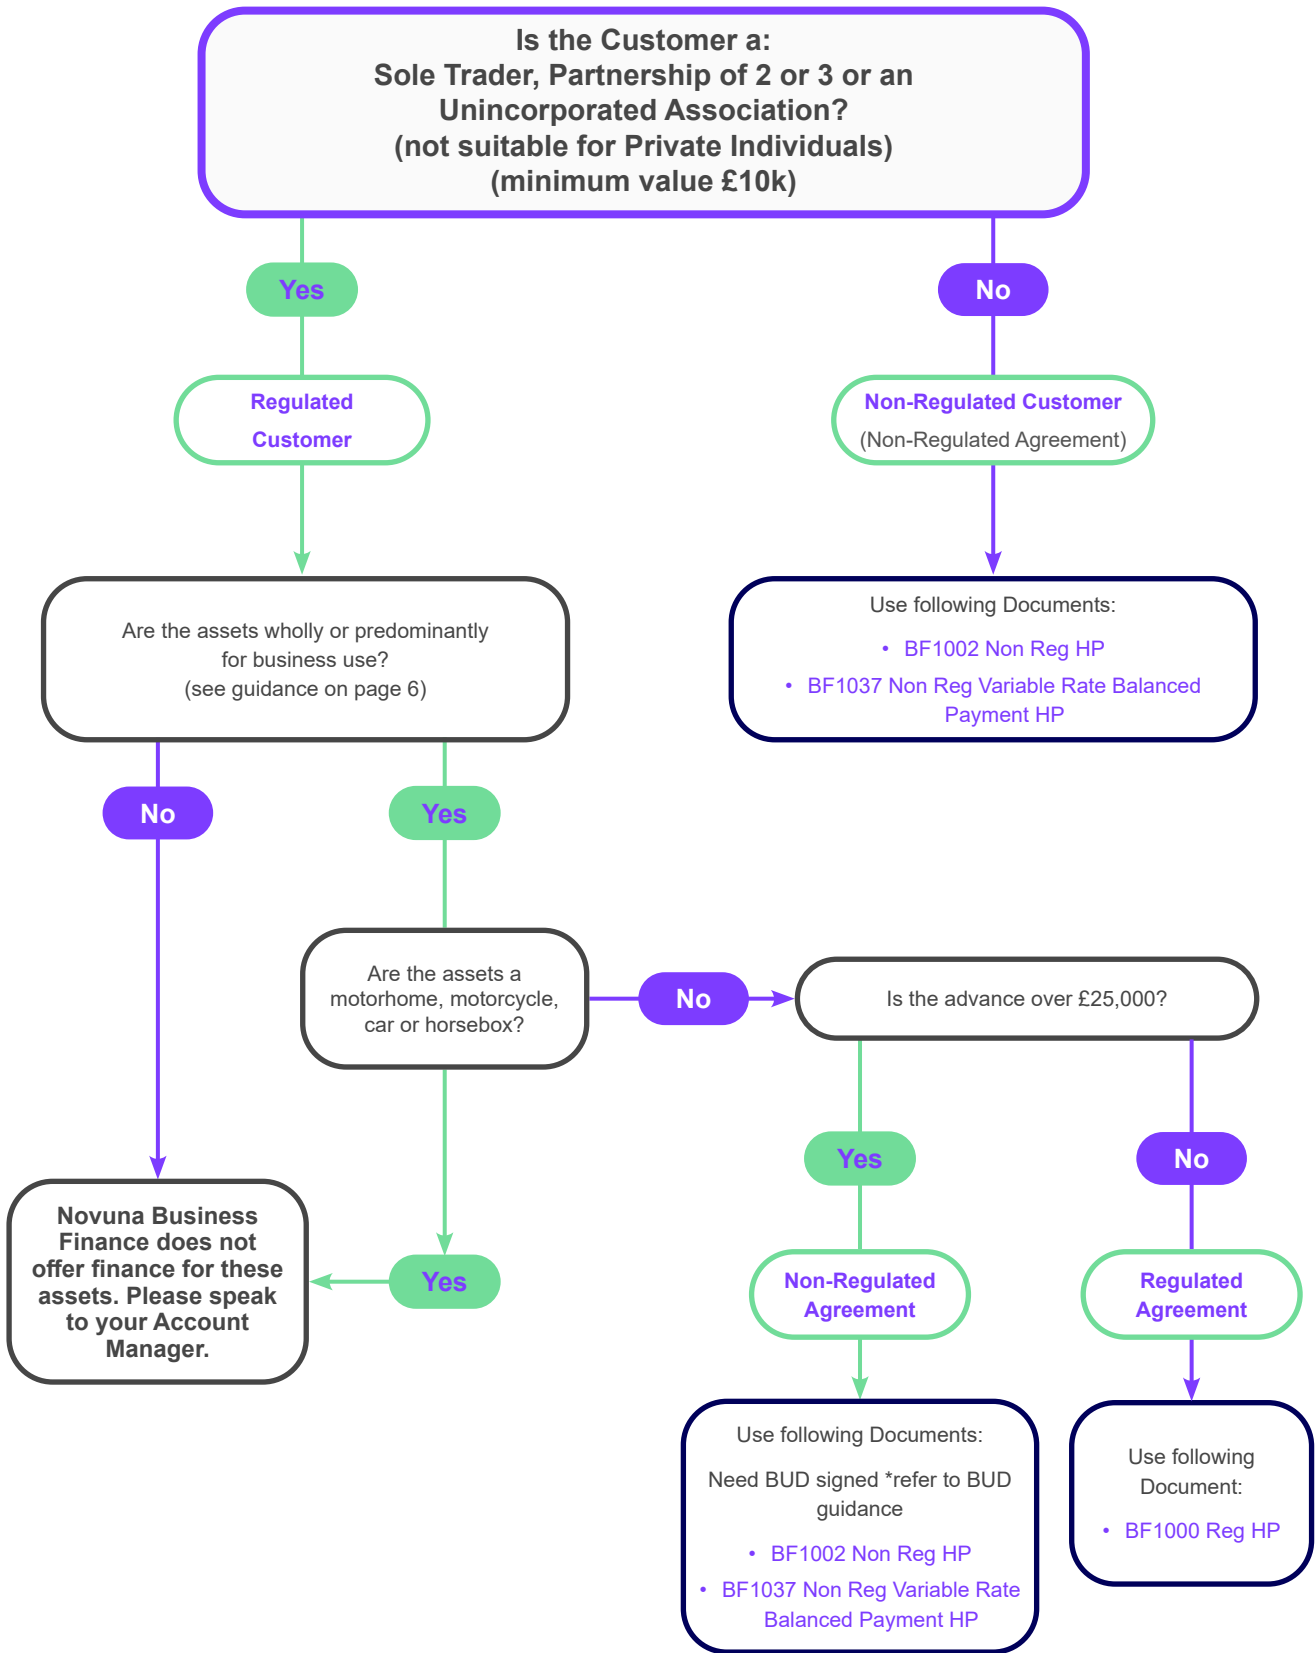 Is the Customer a:
Sole Trader, Partnership of 2 or 3 or an
Unincorporated Association?
(not suitable for Private Individuals)
(minimum value £10k)
Yes
No
Regulated
Customer
Non-Regulated Customer
(Non-Regulated Agreement)
Are the assets wholly or predominantly
for business use?
(see guidance on page 6)
Use following Documents:
• BF1002 Non Reg HP
• BF1037 Non Reg Variable Rate Balanced
Payment HP
No
Yes
Are the assets a
motorhome, motorcycle,
car or horsebox?
No
Is the advance over £25,000?
Yes
No
Novuna Business
Finance does not
offer finance for these
assets. Please speak
to your Account
Manager.
Yes
Non-Regulated
Agreement
Regulated
Agreement
Use following Documents:
Need BUD signed *refer to BUD
guidance
• BF1002 Non Reg HP
• BF1037 Non Reg Variable Rate
Balanced Payment HP
Use following
Document:
• BF1000 Reg HP